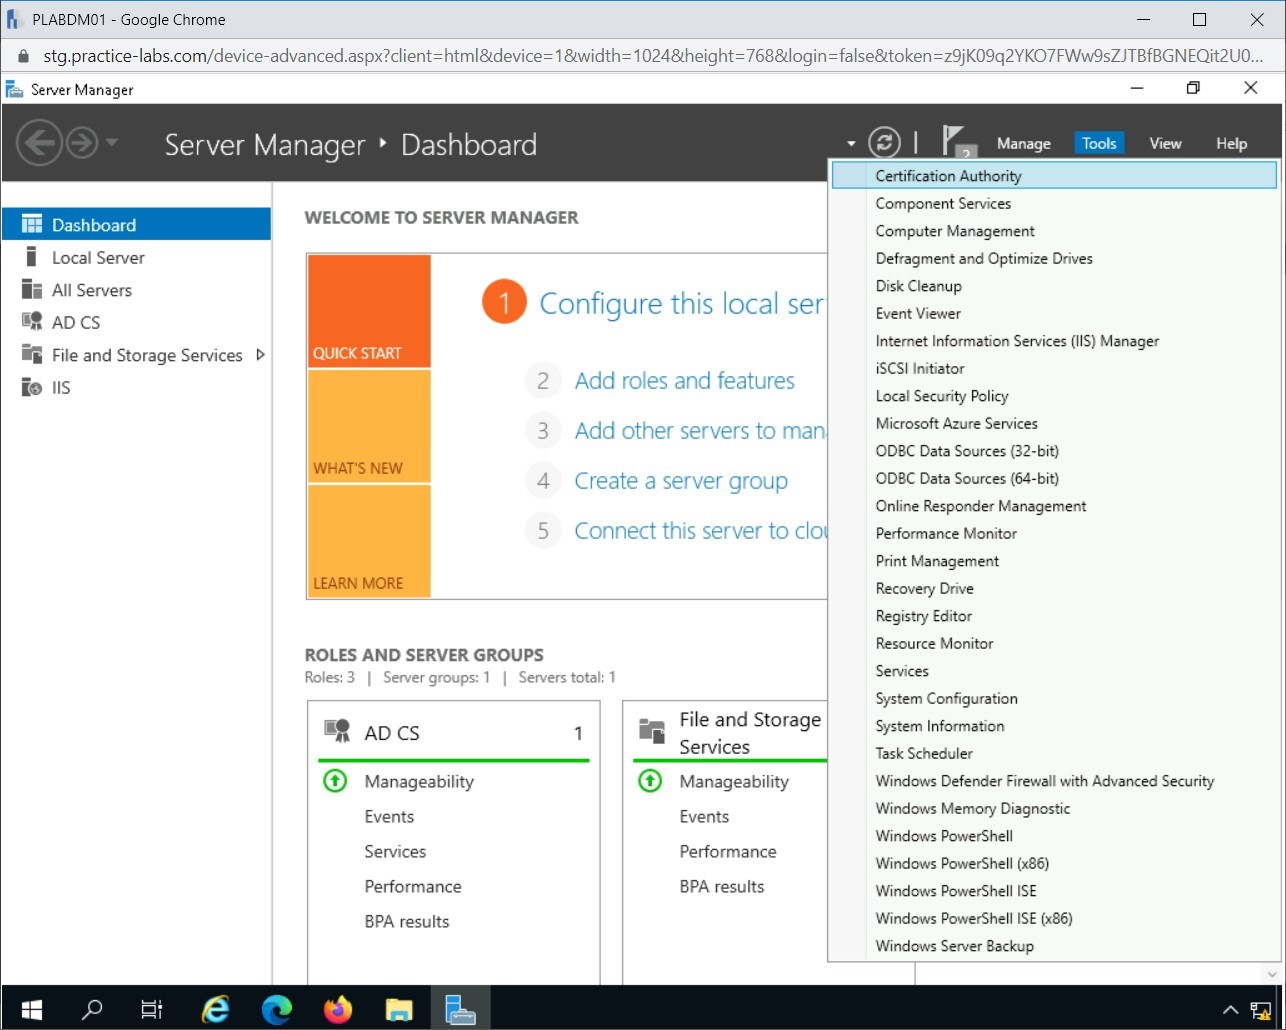 PLABDM01 - Google Chrome
stg.practice-labs.com/device-advanced.aspx?client=html&device=1&width=1024&height=768&login=false&token=z9jK09q2YKO7FWw9sZJTBfBGNEQit2U0...
Server Manager
Server Manager Dashboard
2
Manage
Tools
View
Help
Dashboard
Local Server
All Servers
AD CS
File and Storage Services
IIS
WELCOME TO SERVER MANAGER
QUICK START
WHAT'S NEW
LEARN MORE
1 Configure this local ser
2 Add roles and features
3 Add other servers to man
4 Create a server group
5 Connect this server to clou
ROLES AND SERVER GROUPS
Roles: 3 | Server groups: 1 | Servers total: 1
AD CS 1
Manageability
Events
Services
Performance
BPA results
File and Storage
Services
Manageability
Events
Performance
BPA results
Certification Authority
Component Services
Computer Management
Defragment and Optimize Drives
Disk Cleanup
Event Viewer
Internet Information Services (IIS) Manager
iSCSI Initiator
Local Security Policy
Microsoft Azure Services
ODBC Data Sources (32-bit)
ODBC Data Sources (64-bit)
Online Responder Management
Performance Monitor
Print Management
Recovery Drive
Registry Editor
Resource Monitor
Services
System Configuration
System Information
Task Scheduler
Windows Defender Firewall with Advanced Security
Windows Memory Diagnostic
Windows PowerShell
Windows PowerShell (x86)
Windows PowerShell ISE
Windows PowerShell ISE (x86)
Windows Server Backup